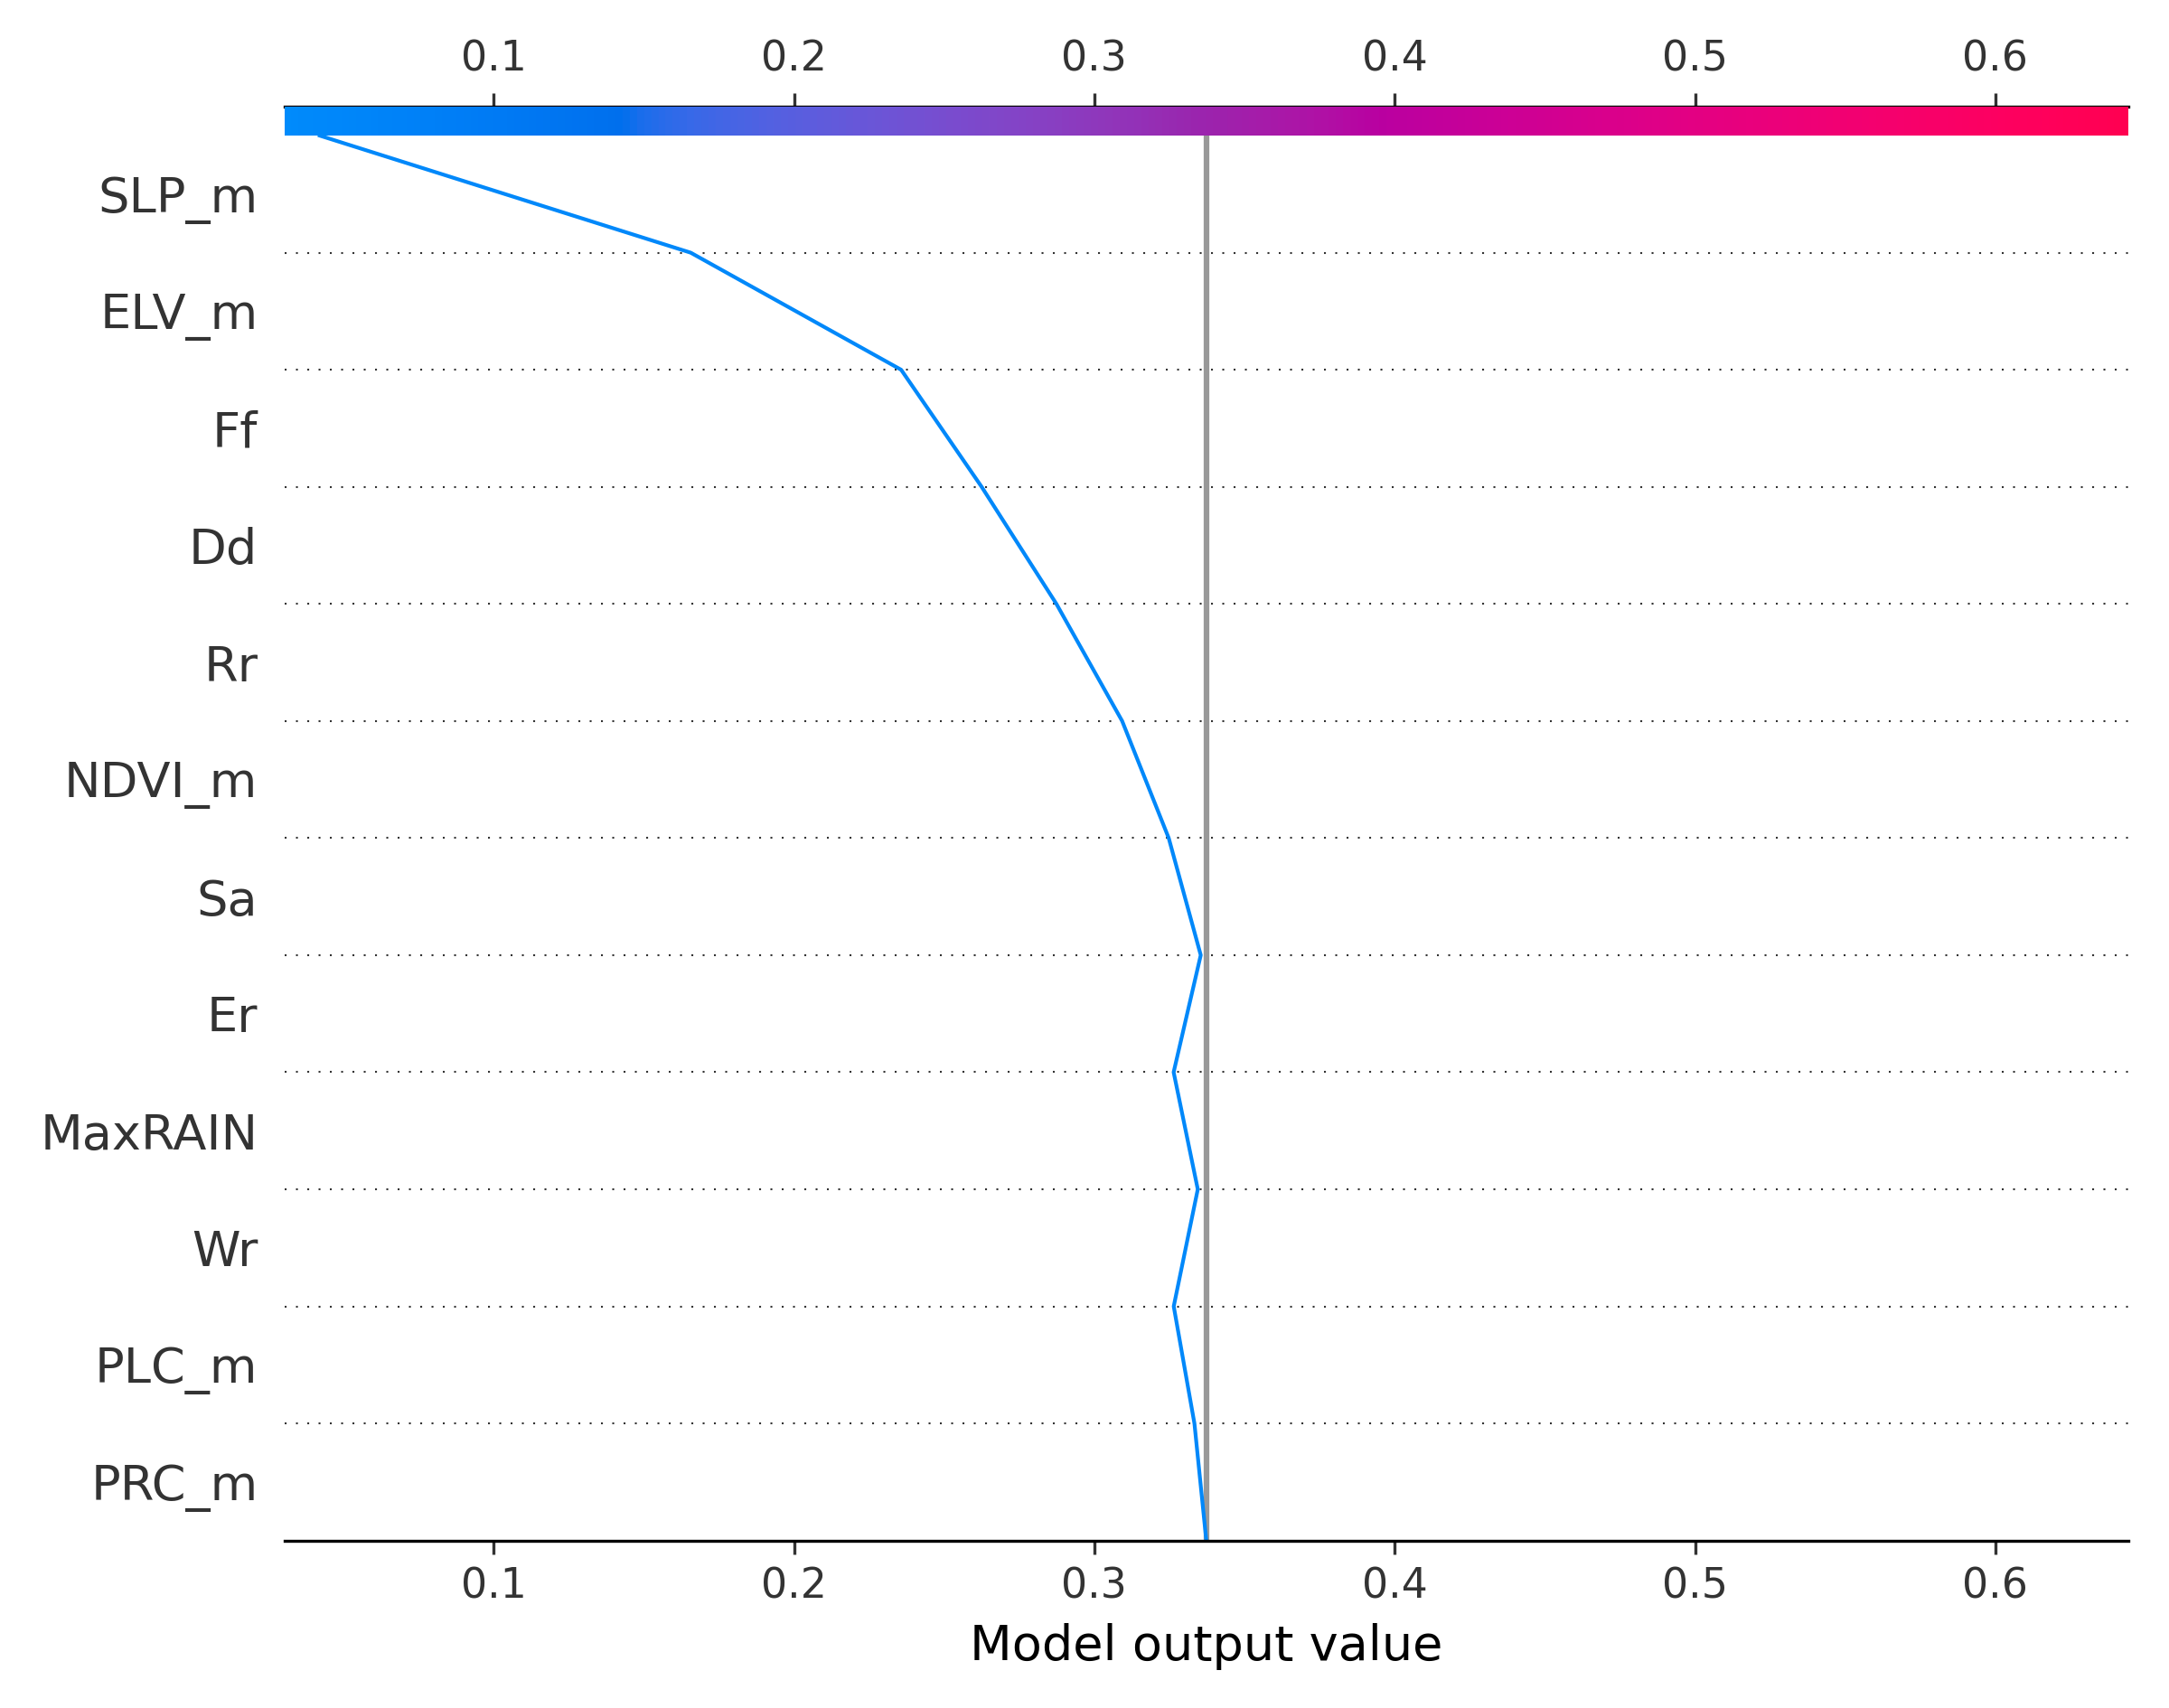 0.1 0.2 0.3 0.4 0.5 0.6
SLP_m
ELV_m
Ff
Dd
Rr
NDVI_m
Sa
Er
MaxRAIN
Wr
PLC_m
PRC_m
0.1 0.2 0.3 0.4 0.5 0.6
Model output value